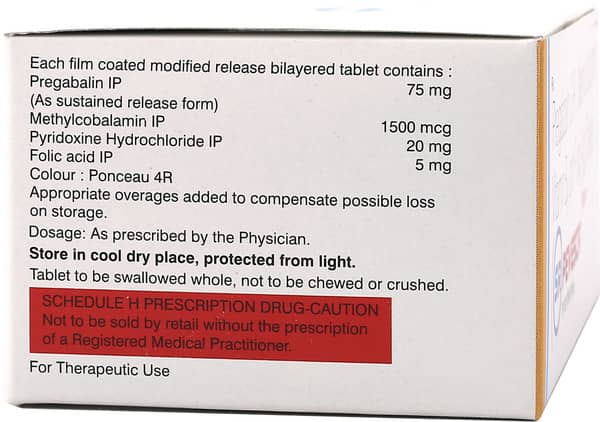 Each film coated modified release bilayered tablet contains :
Pregabalin IP 75 mg
(As sustained release form)
Methylcobalamin IP 1500 mcg
Pyridoxine Hydrochloride IP 20 mg
Folic acid IP 5 mg
Colour : Ponceau 4R
Appropriate overages added to compensate possible loss
on storage.
Dosage: As prescribed by the Physician.
Store in cool dry place, protected from light.
Tablet to be swallowed whole, not to be chewed or crushed.
SCHEDULE H PRESCRIPTION DRUG-CAUTION
Not to be sold by retail without the prescription
of a Registered Medical Practitioner.
For Therapeutic Use